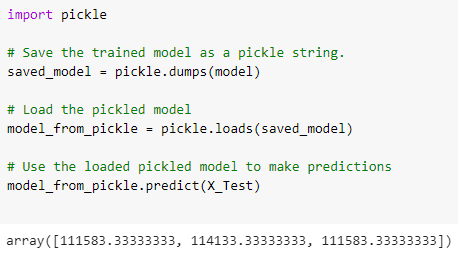 import pickle
# Save the trained model as a pickle string.
saved_model = pickle.dumps(model)
# Load the pickled model
model_from_pickle = pickle.loads(saved_model)
# Use the loaded pickled model to make predictions
model_from_pickle.predict(X_Test)
array([111583.33333333, 114133.33333333, 111583.33333333])